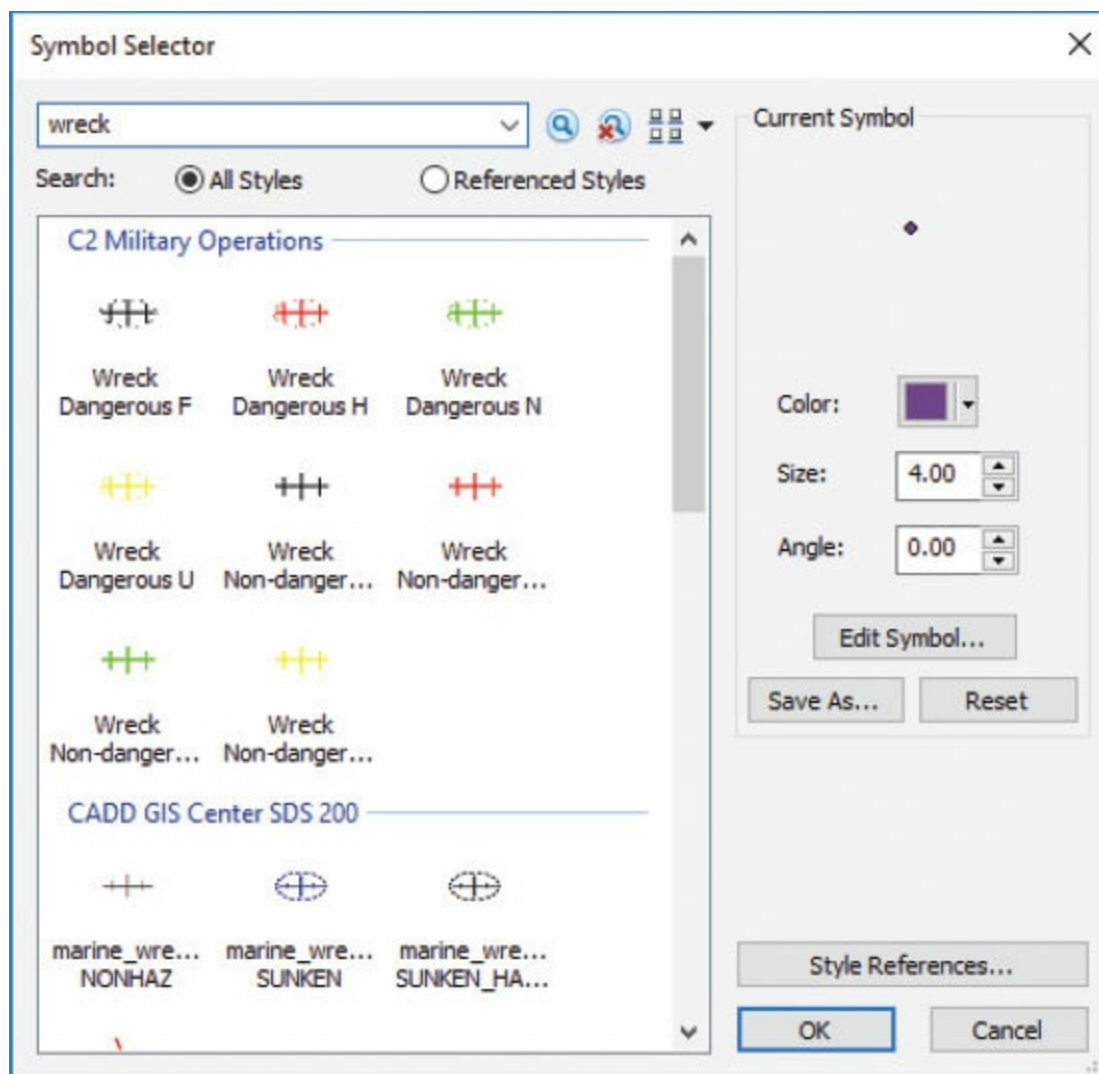 Symbol Selector
wreck
Search:
All Styles
Referenced Styles
C2 Military Operations
Wreck
Dangerous F
Wreck
Dangerous H
Wreck
Dangerous N
Wreck
Dangerous U
Wreck
Non-danger...
Wreck
Non-danger...
Wreck
Non-danger...
Wreck
Non-danger...
CADD GIS Center SDS 200
marine_wre...
NONHAZ
marine_wre...
SUNKEN
marine_wre...
SUNKEN_HA...
Current Symbol
Color:
Size:
4.00
Angle:
0.00
Edit Symbol...
Save As...
Reset
Style References...
OK
Cancel